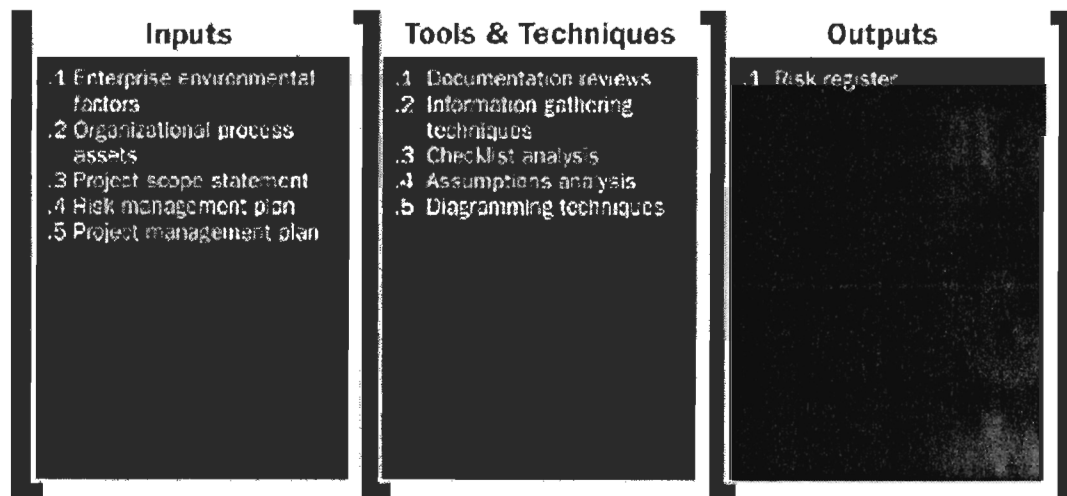 Inputs
.1 Enterprise environmental
factors
.2 Organizational process
assets
.3 Project scope statement
.4 Risk management plan
.5 Project management plan
Tools & Techniques
.1 Documentation reviews
.2 Information gathering
techniques
.3 Checklist analysis
.4 Assumptions analysis
.5 Diagramming techniques
Outputs
.1 Risk register